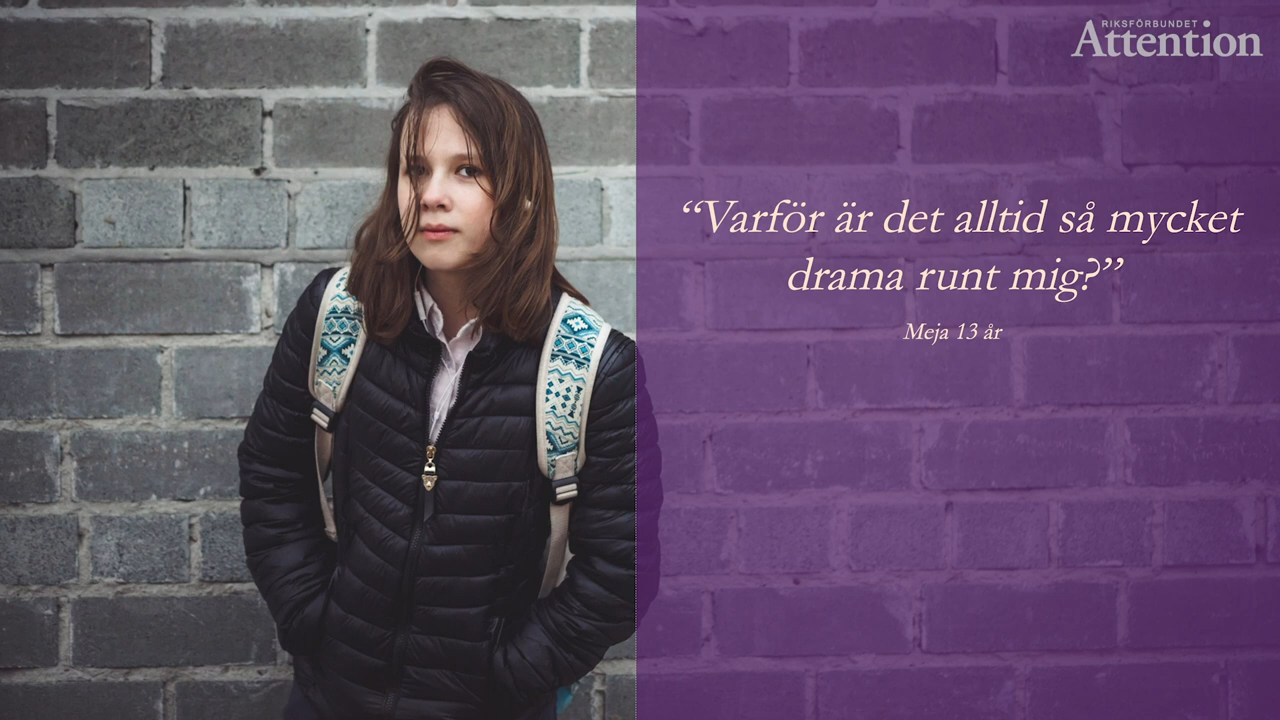 RIKSFÖRBUNDET
Attention
“Varför är det alltid så mycket
drama runt mig?”
Meja 13 år